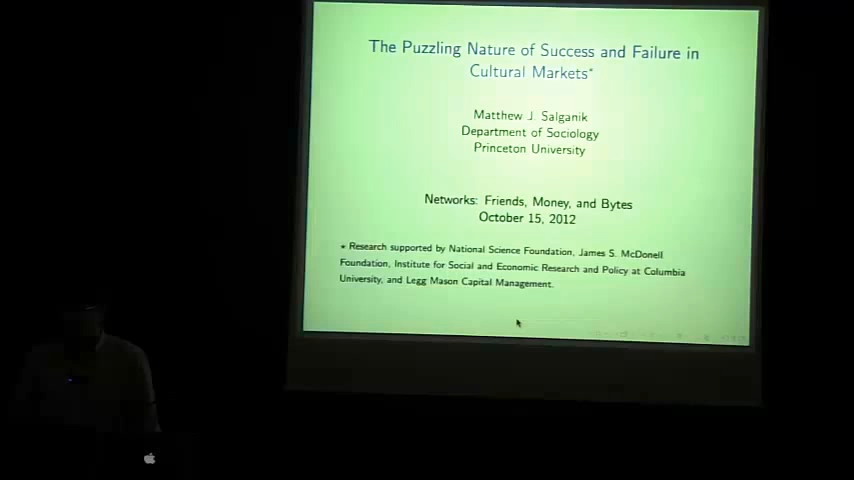 The Puzzling Nature of Success and Failure in
Cultural Markets*
Matthew J. Salganik
Department of Sociology
Princeton University
Networks: Friends, Money, and Bytes
October 15, 2012
* Research supported by National Science Foundation, James S. McDonell
Foundation, Institute for Social and Economic Research and Policy at Columbia
University, and Legg Mason Capital Management.